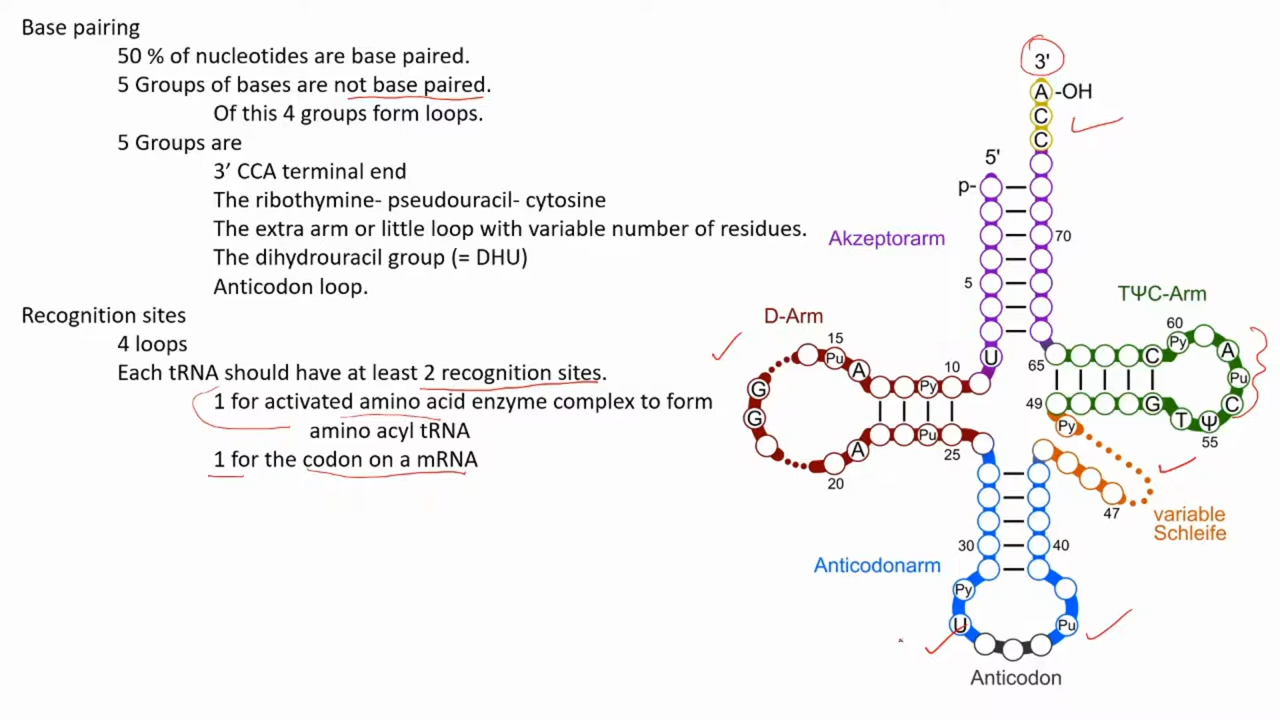 Base pairing
50 % of nucleotides are base paired.
5 Groups of bases are not base paired.
Of this 4 groups form loops.
5 Groups are
3’ CCA terminal end
The ribothymine- pseudouracil- cytosine
The extra arm or little loop with variable number of residues.
The dihydrouracil group (= DHU)
Anticodon loop.
Recognition sites
4 loops
Each tRNA should have at least 2 recognition sites.
1 for activated amino acid enzyme complex to form
amino acyl tRNA
1 for the codon on a mRNA
3'
A -OH
C
C
5'
p-
Akzeptorarm
70
5
U
TΨC-Arm
60
Py
A
Pu
C
C
65
49
G
T
Ψ
55
Py
D-Arm
15
Pu
A
10
Py
G
G
A
Pu
25
20
47
variable
Schleife
30
40
Anticodonarm
Py
U
Pu
Anticodon